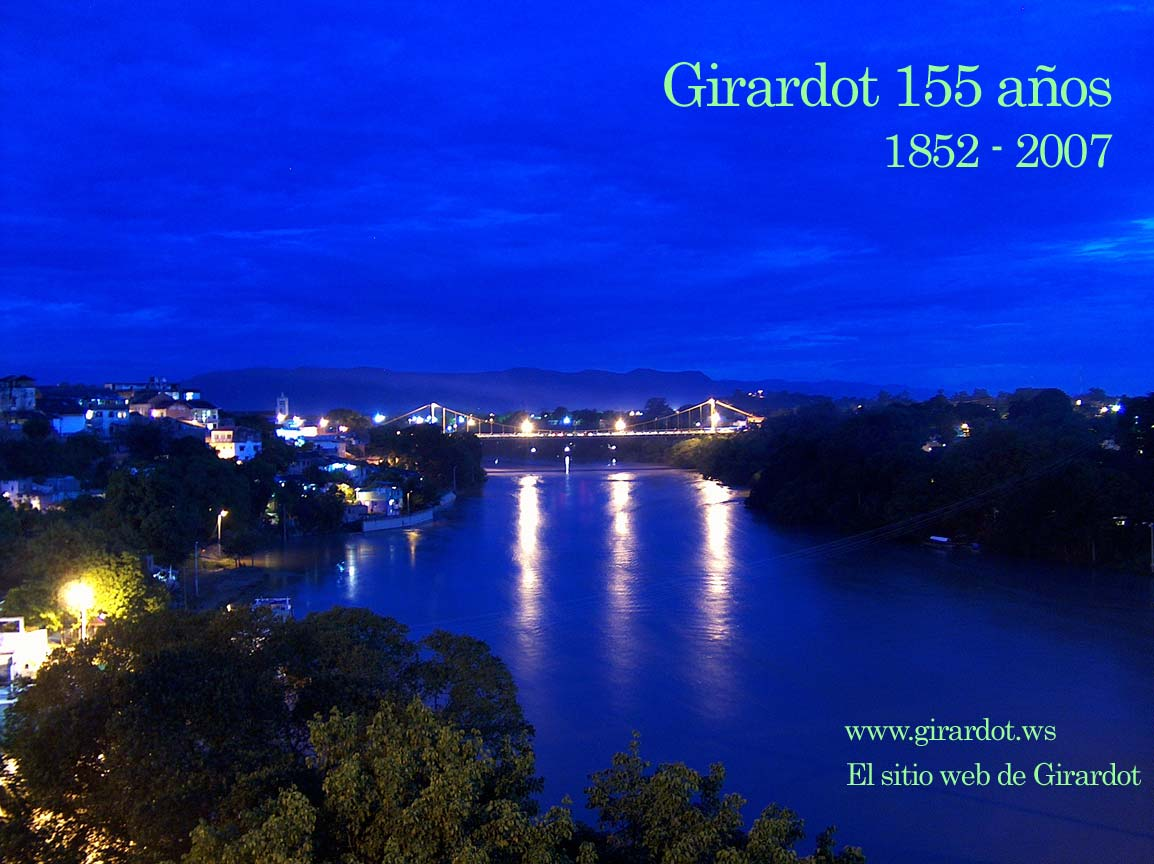 Girardot 155 años
1852 - 2007
www.girardot.ws
El sitio web de Girardot